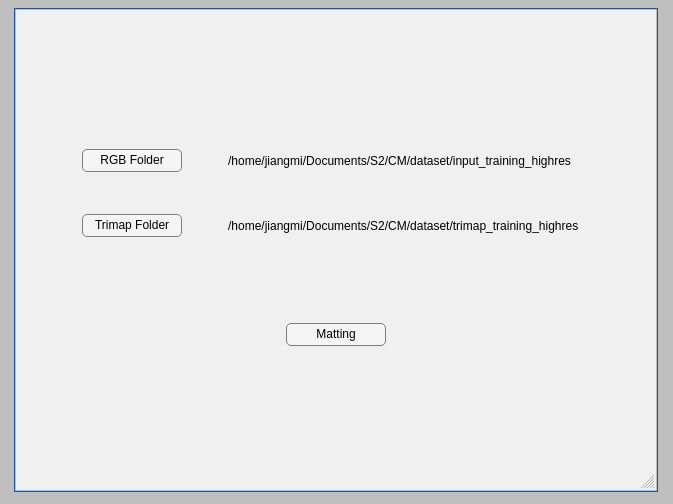 RGB Folder /home/jiangmi/Documents/S2/CM/dataset/input_training_highres
Trimap Folder /home/jiangmi/Documents/S2/CM/dataset/trimap_training_highres
Matting